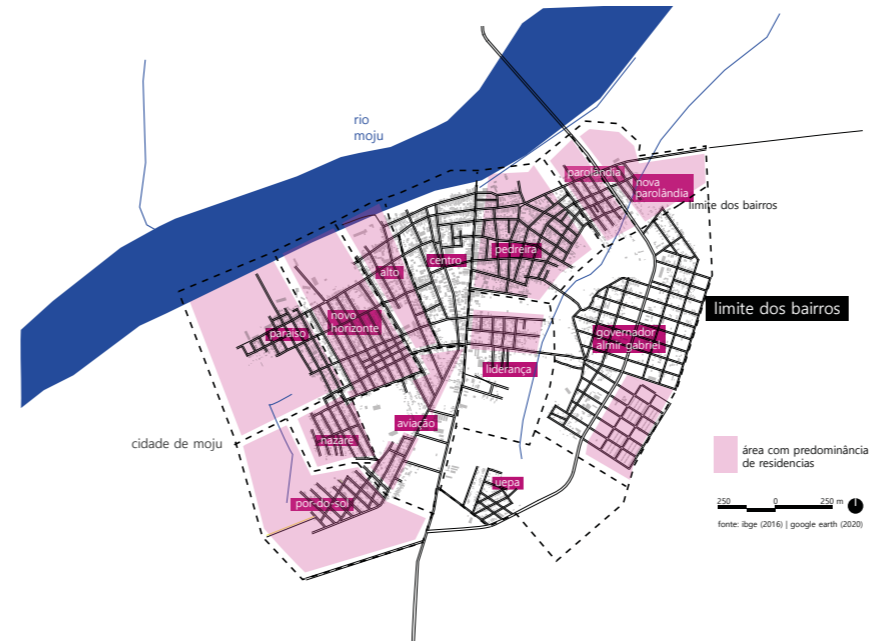 rio
moju
parolândia
nova
parolândia
limite dos bairros
pedreira
centro
alto
limite dos bairros
novo
horizonte
paraíso
governador
almir gabriel
liderança
aviação
nazaré
cidade de moju
área com predominância
de residencias
uepa
por-do-sol
250 0 250 m
fonte: ibge (2016) | google earth (2020)